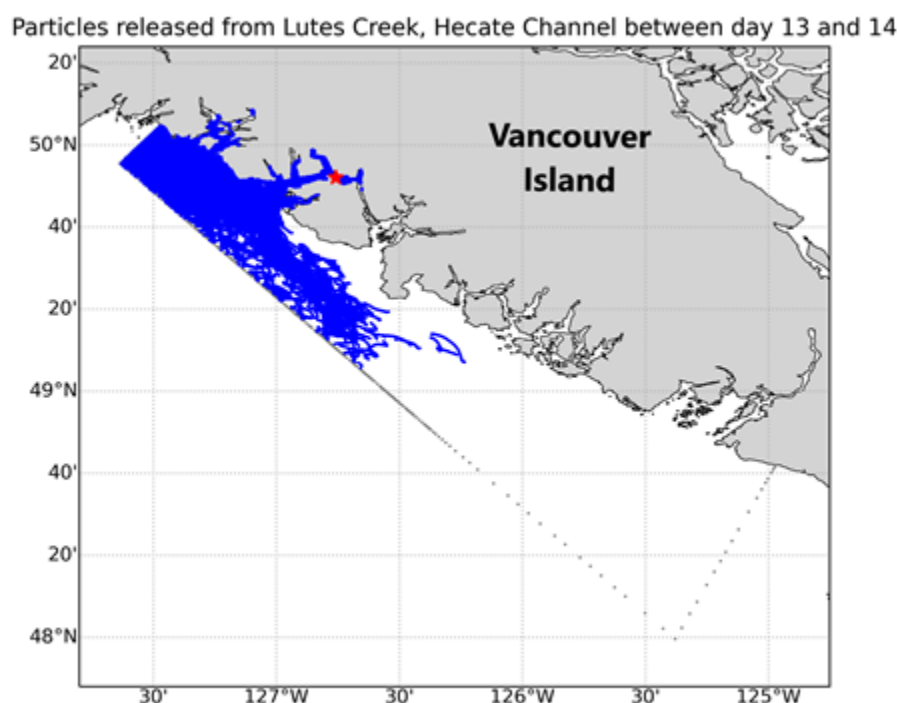 Particles released from Lutes Creek, Hecate Channel between day 13 and 14
20'
50°N
Vancouver
Island
40'
20'
49°N
40'
20'
48°N
30'
127°W
30'
126°W
30'
125°W